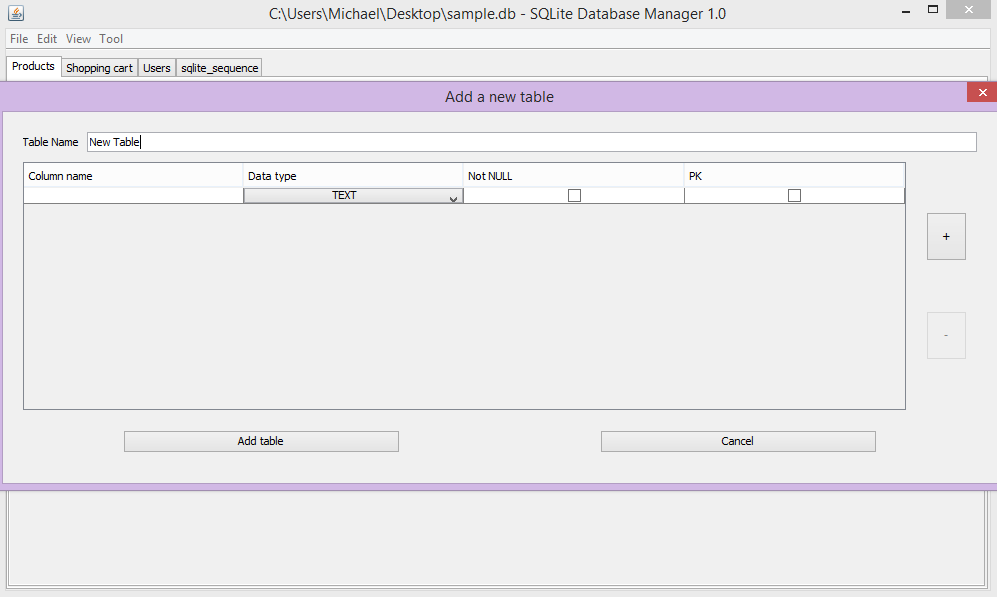 C:\Users\Michael\Desktop\sample.db - SQLite Database Manager 1.0
File Edit View Tool
Products Shopping cart Users sqlite_sequence
Add a new table
Table Name New Table
Column name Data type Not NULL PK
TEXT
+
-
Add table Cancel